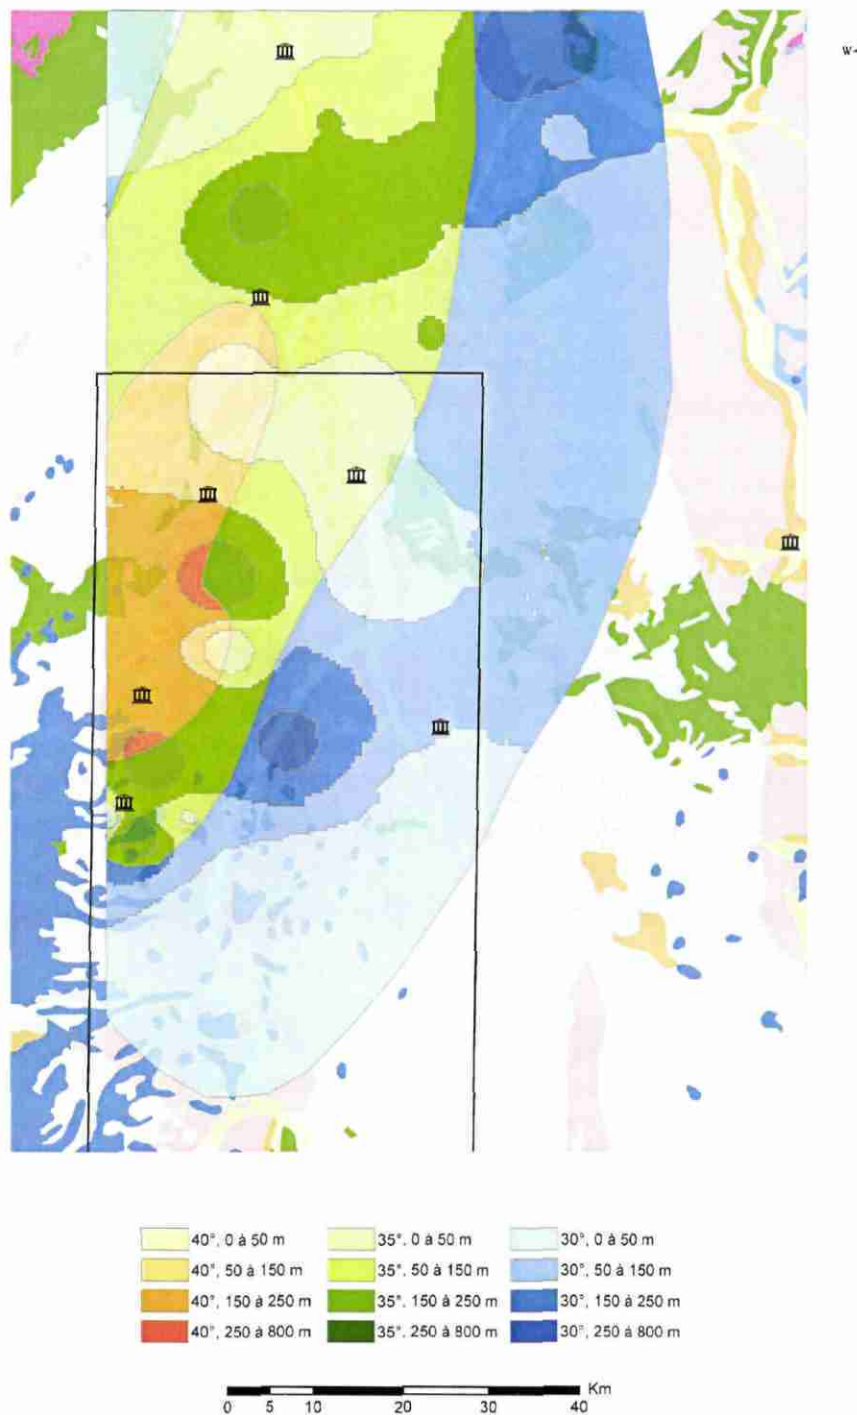 W
40°, 0 à 50 m 35°, 0 à 50 m 30°, 0 à 50 m
40°, 50 à 150 m 35°, 50 à 150 m 30°, 50 à 150 m
40°, 150 à 250 m 35°, 150 à 250 m 30°, 150 à 250 m
40°, 250 à 800 m 35°, 250 à 800 m 30°, 250 à 800 m
Km
0 5 10 20 30 40